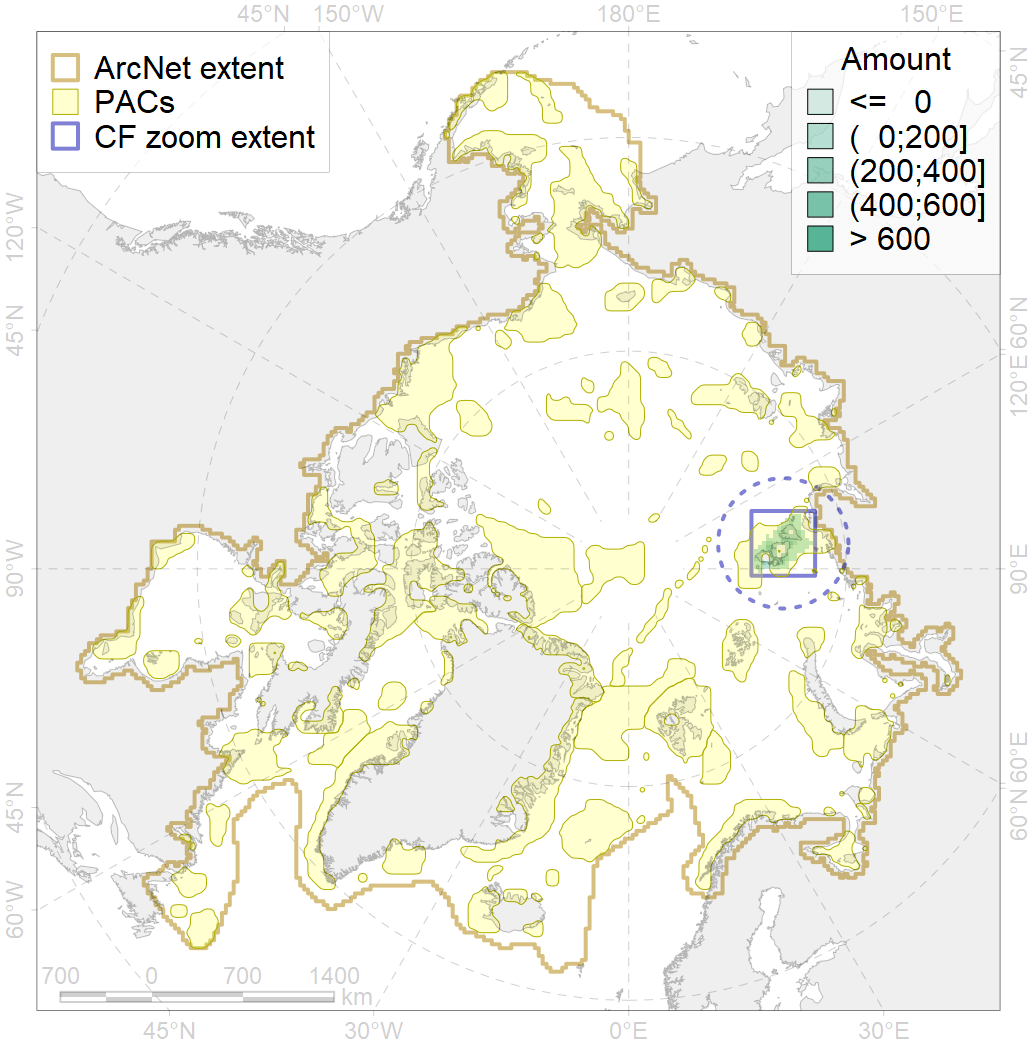 45°N 150°W 180°E 150°E
ArcNet extent
PACs
CF zoom extent
Amount
<= 0
( 0;200]
(200;400]
(400;600]
> 600
45°N
120°W
45°N
90°W
45°N
60°W
60°N
120°E
90°E
60°E
60°N
700 0 700 1400
km
45°N 30°W 0°E 30°E